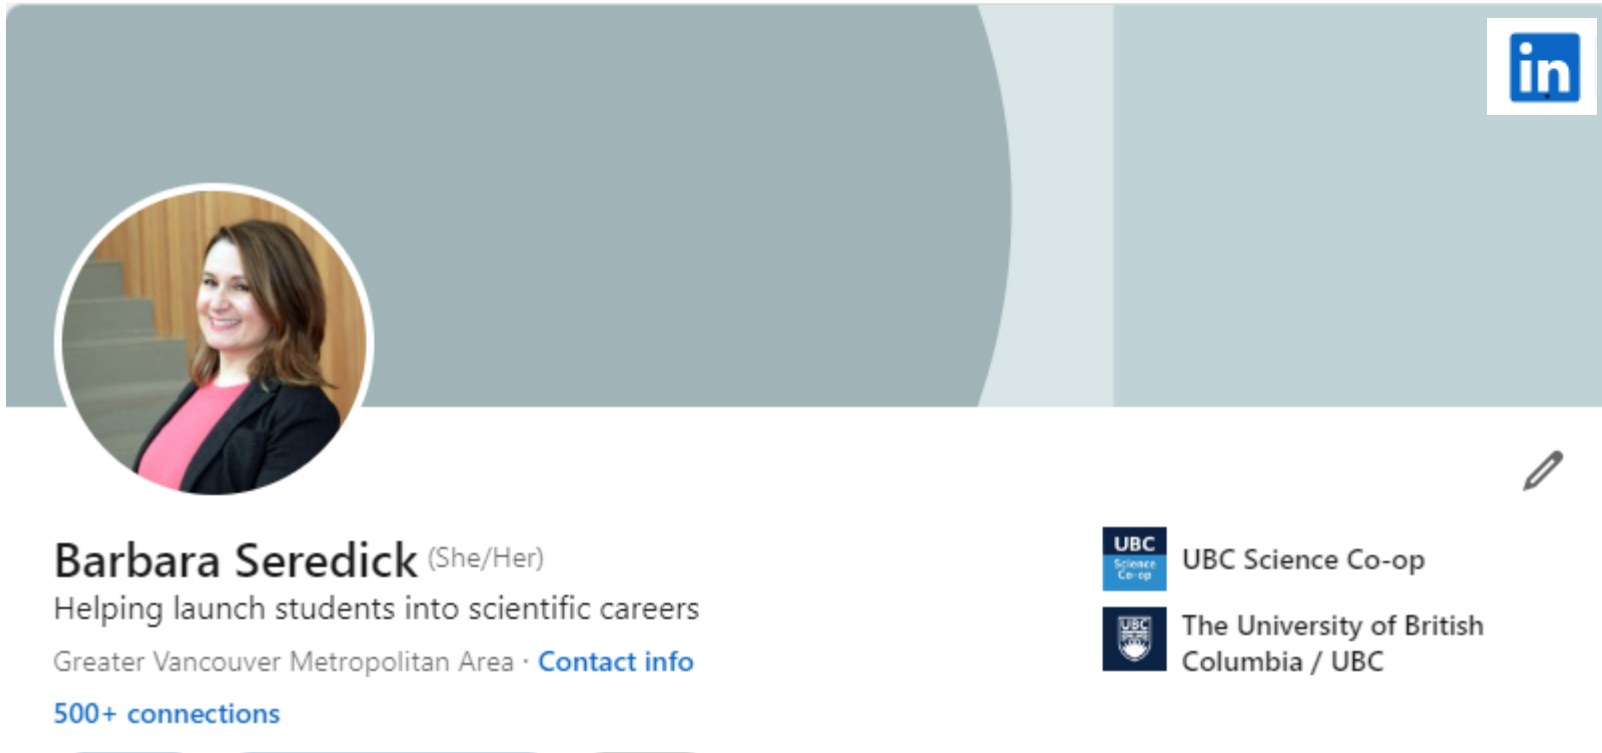 in
Barbara Seredick (She/Her)
Helping launch students into scientific careers
Greater Vancouver Metropolitan Area · Contact info
500+ connections
UBC
Science
Co-op
UBC Science Co-op
UBC
The University of British
Columbia / UBC